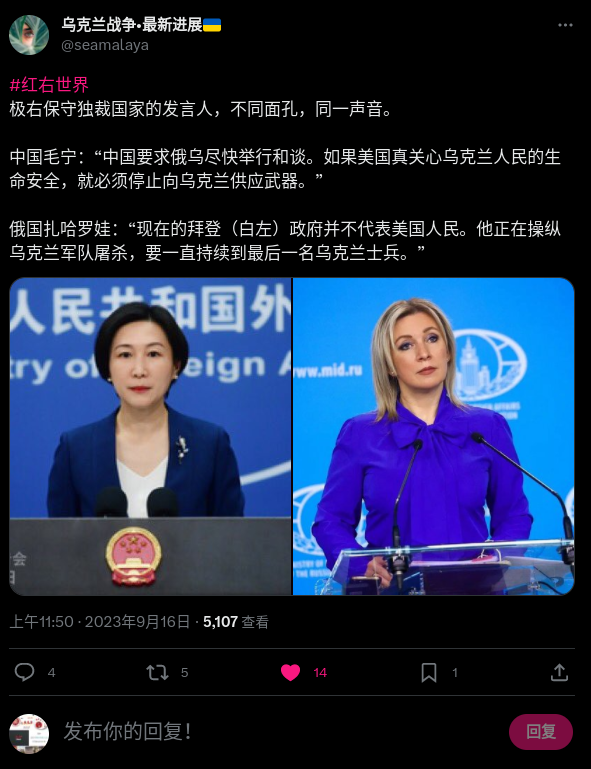 乌克兰战争•最新进展🇺🇦
@seamalaya
#红右世界
极右保守独裁国家的发言人，不同面孔，同一声音。
中国毛宁：“中国要求俄乌尽快举行和谈。如果美国真关心乌克兰人民的生
命安全，就必须停止向乌克兰供应武器。”
俄国扎哈罗娃：“现在的拜登（白左）政府并不代表美国人民。他正在操纵
乌克兰军队屠杀，要一直持续到最后一名乌克兰士兵。”
人民共和国外
try of Foreign A
www.mid.ru
上午11:50 · 2023年9月16日 · 5,107 查看
4 5 14 1
发布你的回复！
回复